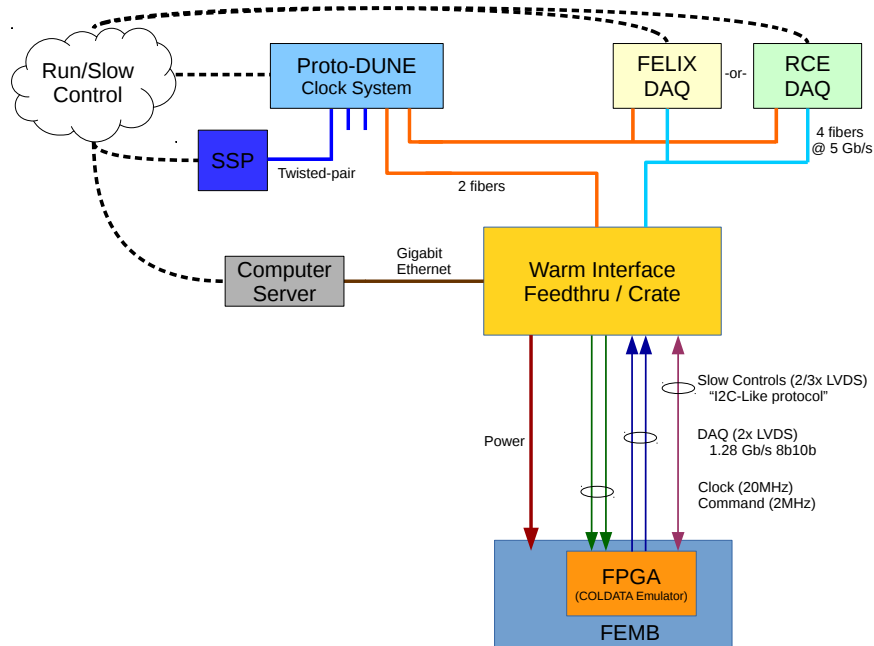 Run/Slow
Control
Proto-DUNE
Clock System
FELIX
DAQ
-or-
RCE
DAQ
4 fibers
@ 5 Gb/s
SSP
Twisted-pair
2 fibers
Gigabit
Ethernet
Computer
Server
Warm Interface
Feedthru / Crate
Slow Controls (2/3x LVDS)
“I2C-Like protocol”
Power
DAQ (2x LVDS)
1.28 Gb/s 8b10b
Clock (20MHz)
Command (2MHz)
FPGA
(COLDATA Emulator)
FEMB